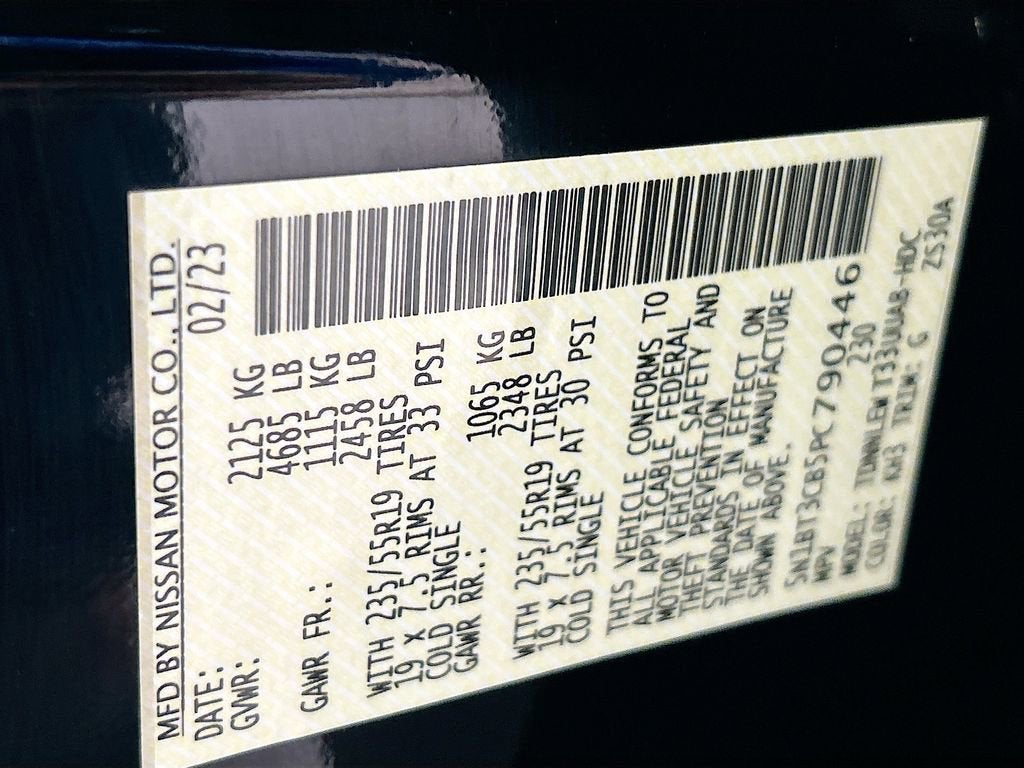 MFD BY NISSAN MOTOR CO., LTD.
DATE: 02/23
GVWR: 2125 KG
4685 LB
GAWR FR.: 1115 KG
2458 LB
WITH 235/55R19 TIRES
19 x 7.5 RIMS AT 33 PSI
COLD SINGLE
GAWR RR.: 1065 KG
2348 LB
WITH 235/55R19 TIRES
19 x 7.5 RIMS AT 30 PSI
COLD SINGLE
THIS VEHICLE CONFORMS TO
ALL APPLICABLE FEDERAL
MOTOR VEHICLE SAFETY AND
THEFT PREVENTION
STANDARDS IN EFFECT ON
THE DATE OF MANUFACTURE
SHOWN ABOVE.
5N1BT3CB5PC790446
MPV 230
MODEL:
COLOR: KH3 TRIM: G ZS30A